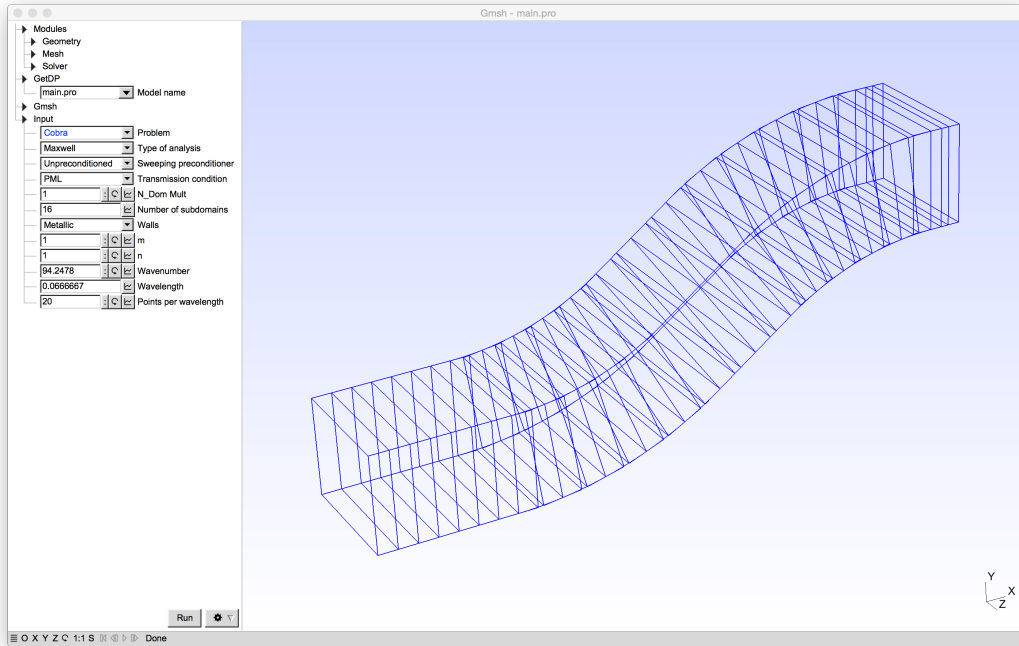 Gmsh - main.pro
Modules
Geometry
Mesh
Solver
GetDP
main.pro Model name
Gmsh
Input
Cobra Problem
Maxwell Type of analysis
Unpreconditioned Sweeping preconditioner
PML Transmission condition
1 N_Dom Mult
16 Number of subdomains
Metallic Walls
1 m
1 n
94.2478 Wavenumber
0.0666667 Wavelength
20 Points per wavelength
Y
X
Z
Run
O X Y Z 1:1 S Done